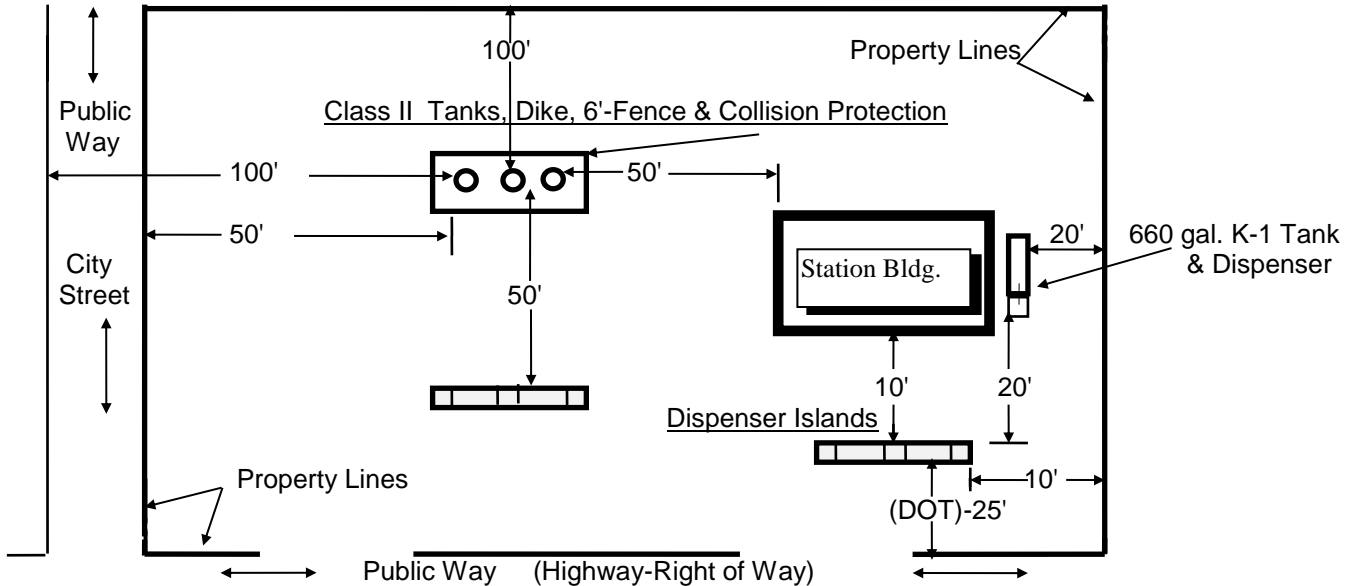 100'
Property Lines
Public
Way
Class II Tanks, Dike, 6'-Fence & Collision Protection
100'
50'
50'
20'
660 gal. K-1 Tank
& Dispenser
City
Street
Station Bldg.
50'
10'
20'
Dispenser Islands
Property Lines
10'
(DOT)-25'
Public Way (Highway-Right of Way)